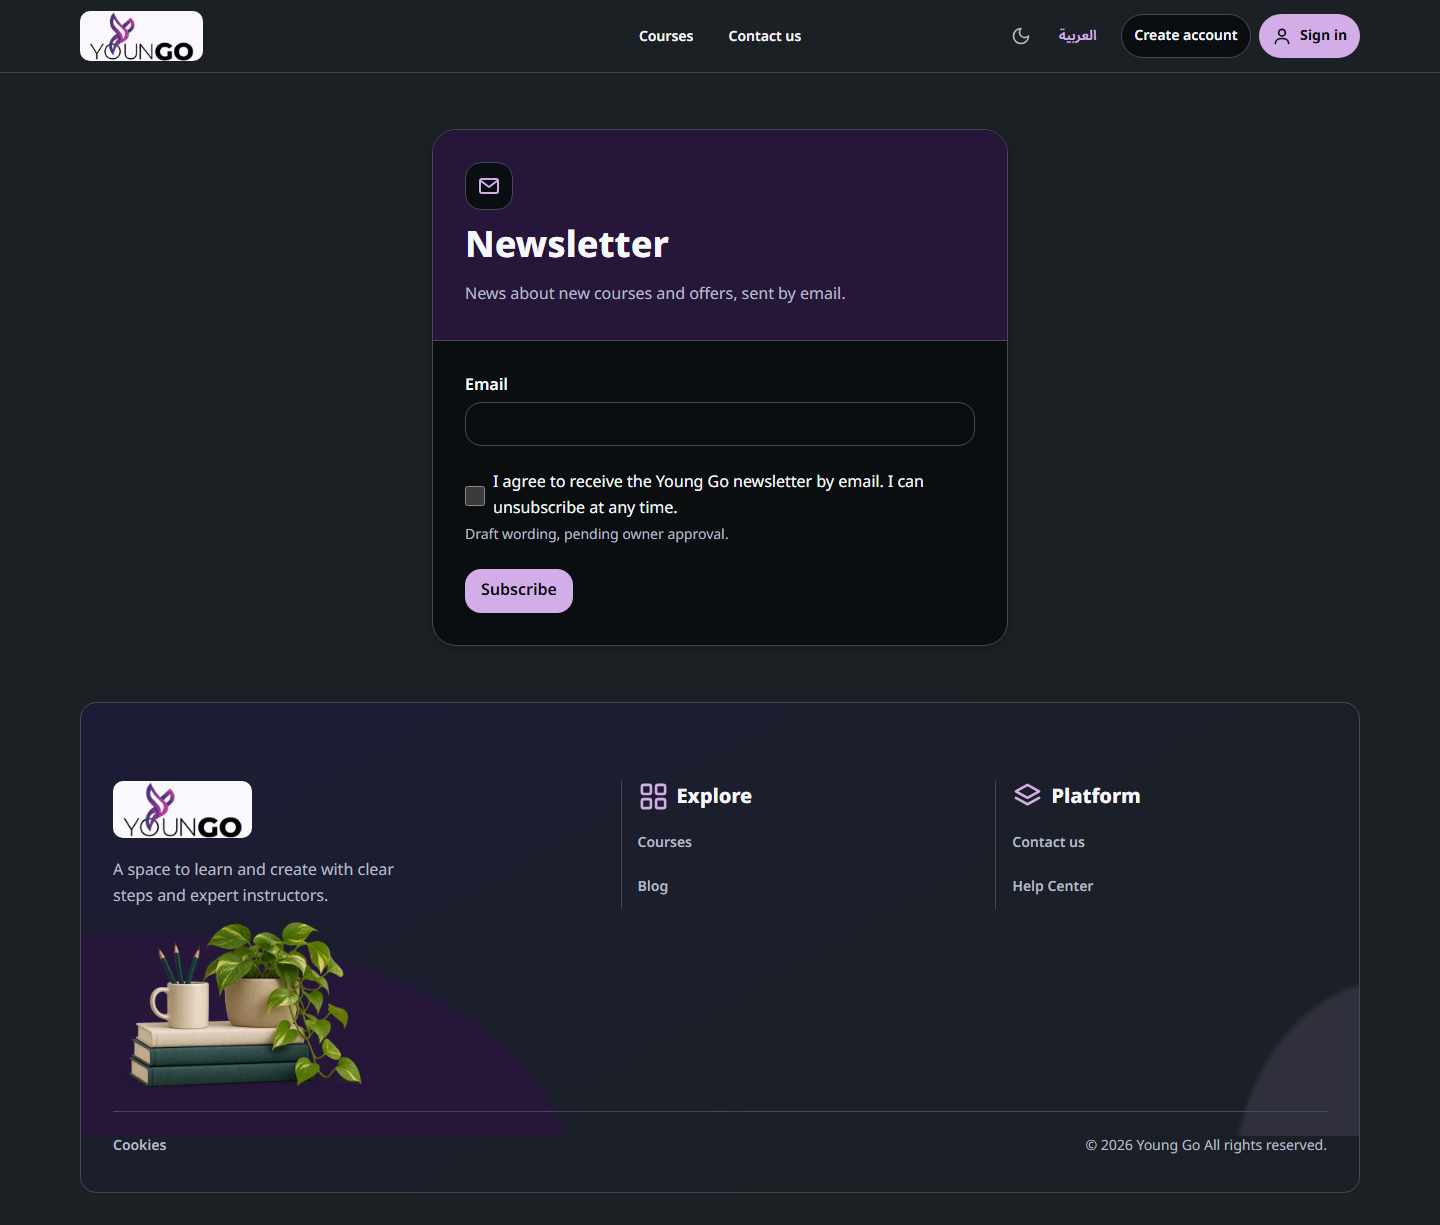 YOUNGO
Courses
Contact us
العربية
Create account
Sign in
Newsletter
News about new courses and offers, sent by email.
Email
I agree to receive the Young Go newsletter by email. I can
unsubscribe at any time.
Draft wording, pending owner approval.
Subscribe
YOUNGO
A space to learn and create with clear
steps and expert instructors.
Explore
Courses
Blog
Platform
Contact us
Help Center
Cookies
© 2026 Young Go All rights reserved.